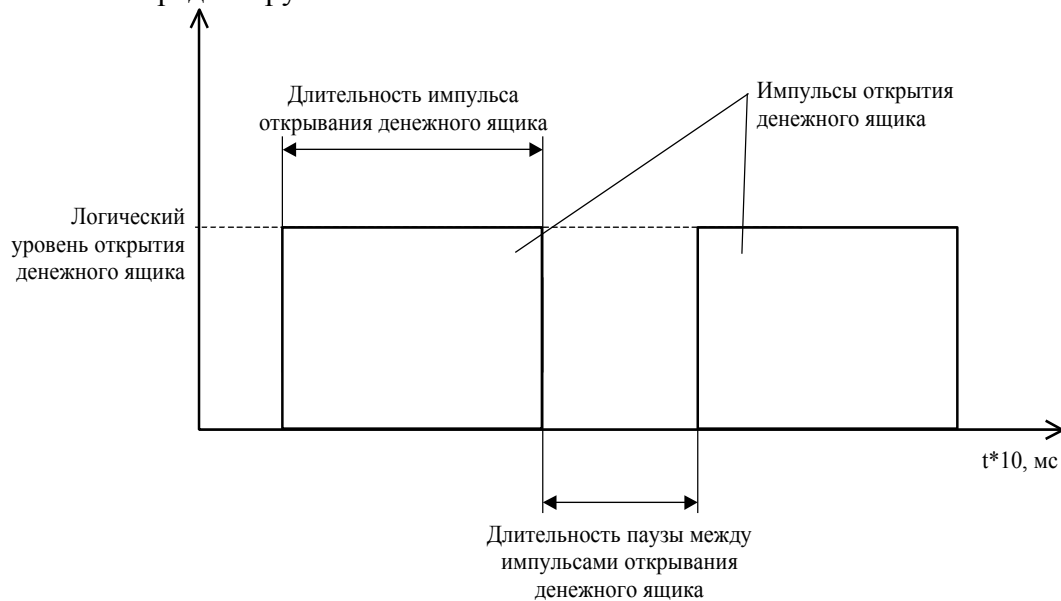 Длительность импульса
открывания денежного ящика
Импульсы открытия
денежного ящика
Логический
уровень открытия
денежного ящика
t*10, мс
Длительность паузы между
импульсами открывания
денежного ящика